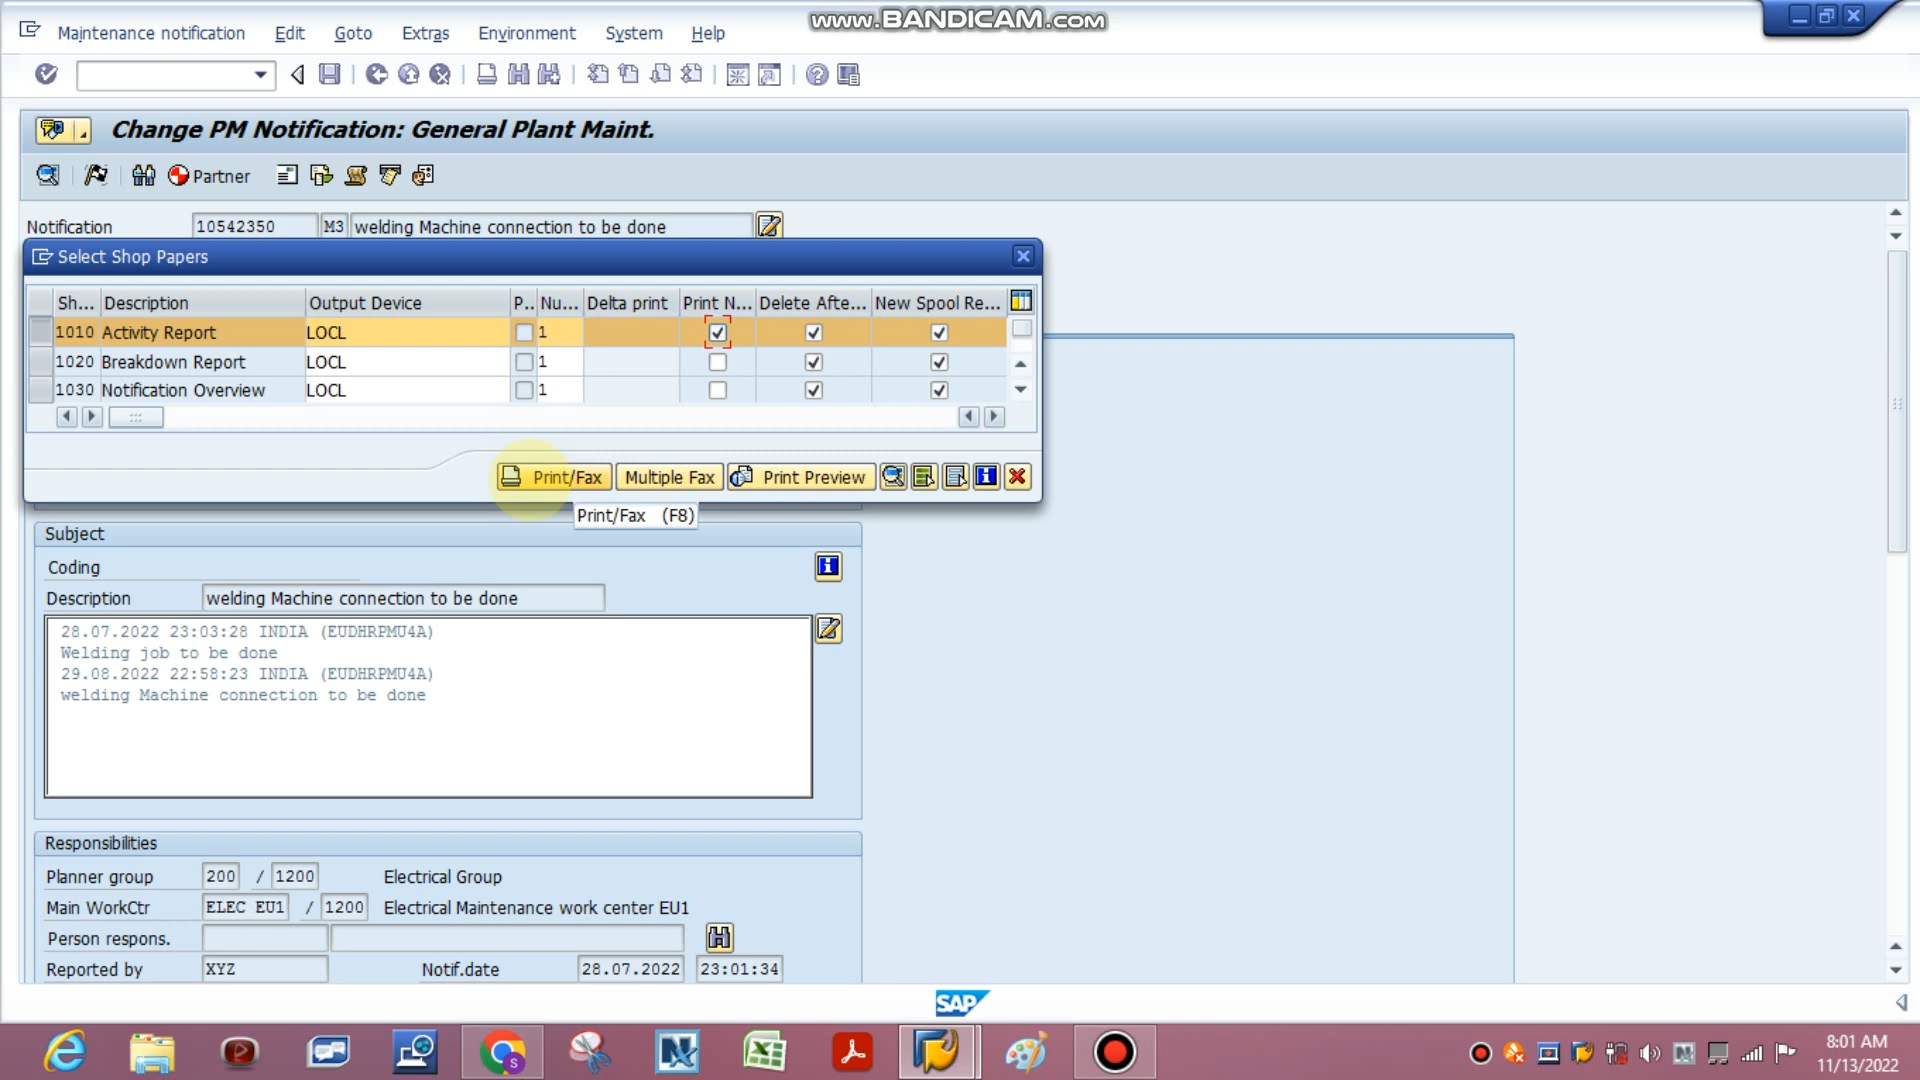 www.BANDICAM.com
Maintenance notification Edit Goto Extras Environment System Help
Change PM Notification: General Plant Maint.
Partner
Notification 10542350 M3 welding Machine connection to be done
Select Shop Papers
Sh... Description Output Device P.. Nu... Delta print Print N... Delete Afte... New Spool Re...
1010 Activity Report LOCL 1
1020 Breakdown Report LOCL 1
1030 Notification Overview LOCL 1
Print/Fax Multiple Fax Print Preview
Print/Fax (F8)
Subject
Coding
Description welding Machine connection to be done
28.07.2022 23:03:28 INDIA (EUDHRPMU4A)
Welding job to be done
29.08.2022 22:58:23 INDIA (EUDHRPMU4A)
welding Machine connection to be done
Responsibilities
Planner group 200 / 1200 Electrical Group
Main WorkCtr ELEC EU1 / 1200 Electrical Maintenance work center EU1
Person respons.
Reported by XYZ Notif.date 28.07.2022 23:01:34
SAP
8:01 AM
11/13/2022